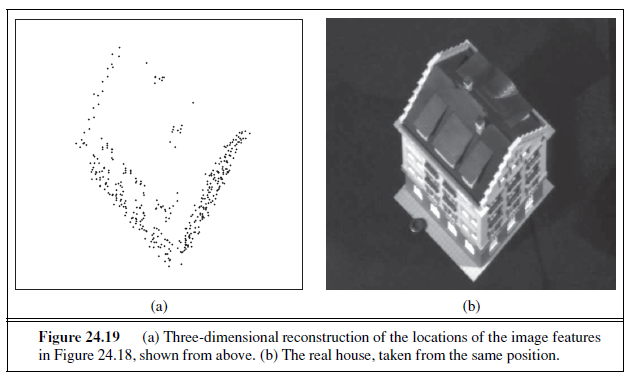 (a)
(b)
Figure 24.19 (a) Three-dimensional reconstruction of the locations of the image features
in Figure 24.18, shown from above. (b) The real house, taken from the same position.